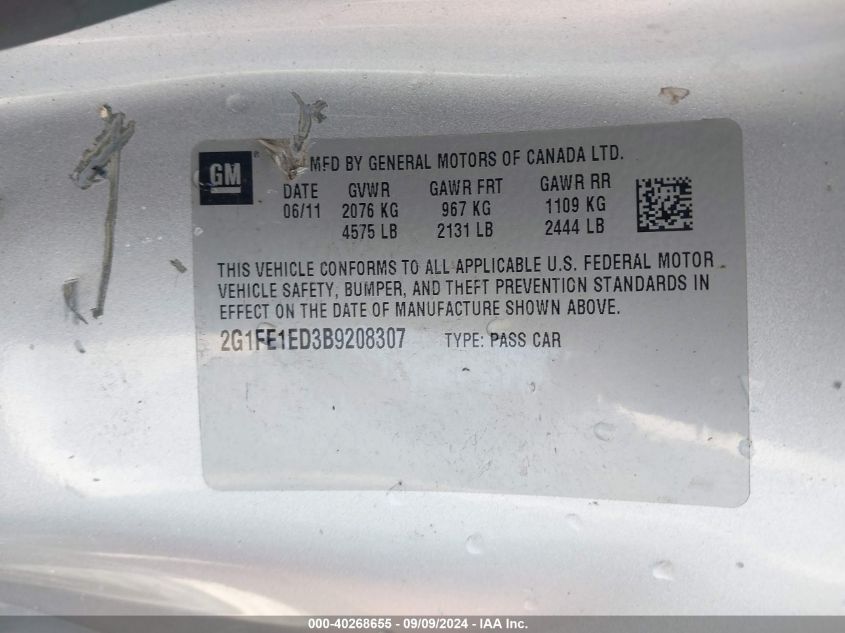 GM ® MFD BY GENERAL MOTORS OF CANADA LTD.
DATE GVWR GAWR FRT GAWR RR
06/11 2076 KG 967 KG 1109 KG
4575 LB 2131 LB 2444 LB
THIS VEHICLE CONFORMS TO ALL APPLICABLE U.S. FEDERAL MOTOR
VEHICLE SAFETY, BUMPER, AND THEFT PREVENTION STANDARDS IN
EFFECT ON THE DATE OF MANUFACTURE SHOWN ABOVE.
2G1FE1ED3B9208307 TYPE: PASS CAR
000-40268655 - 09/09/2024 - IAA Inc.